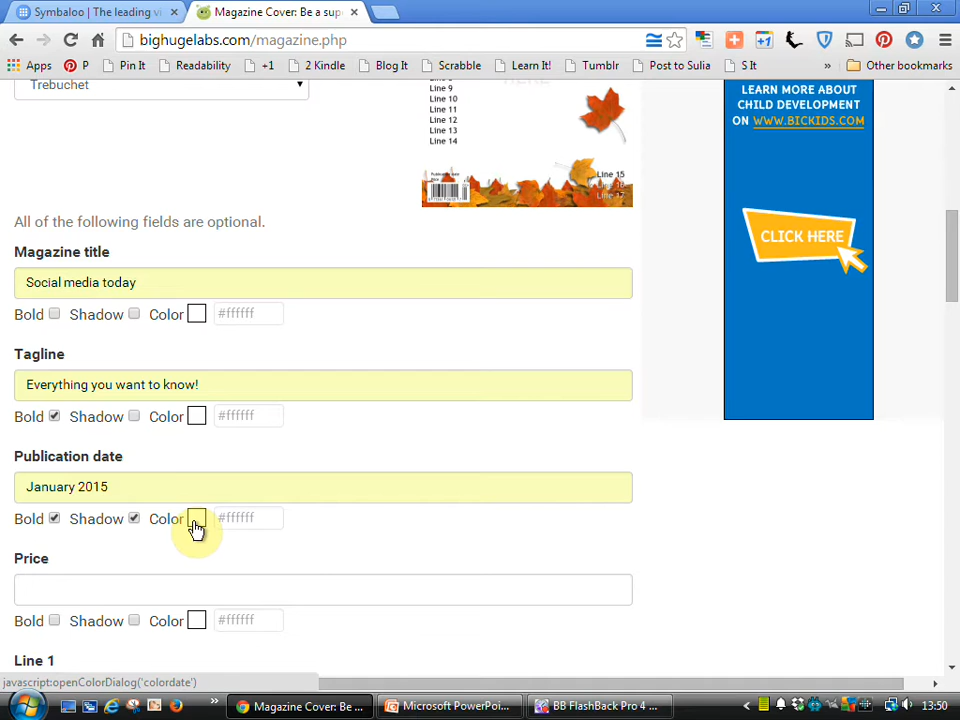 Symbaloo | The leading vi
Magazine Cover: Be a sup
bighugelabs.com/magazine.php
Apps
P
Pin It
Readability
+1
2 Kindle
Blog It
Scrabble
Learn It!
Tumblr
Post to Sulia
S It
»
Other bookmarks
Trebuchet
Line 9
Line 10
Line 11
Line 12
Line 13
Line 14
Line 15
Line 17
LEARN MORE ABOUT
CHILD DEVELOPMENT
ON WWW.BICKIDS.COM
CLICK HERE
All of the following fields are optional.
Magazine title
Social media today
Bold Shadow Color #ffffff
Tagline
Everything you want to know!
Bold Shadow Color #ffffff
Publication date
January 2015
Bold Shadow Color #ffffff
Price
Bold Shadow Color #ffffff
Line 1
javascript:openColorDialog('colordate')
Magazine Cover: Be ...
Microsoft PowerPoi...
BB FlashBack Pro 4 ...
13:50